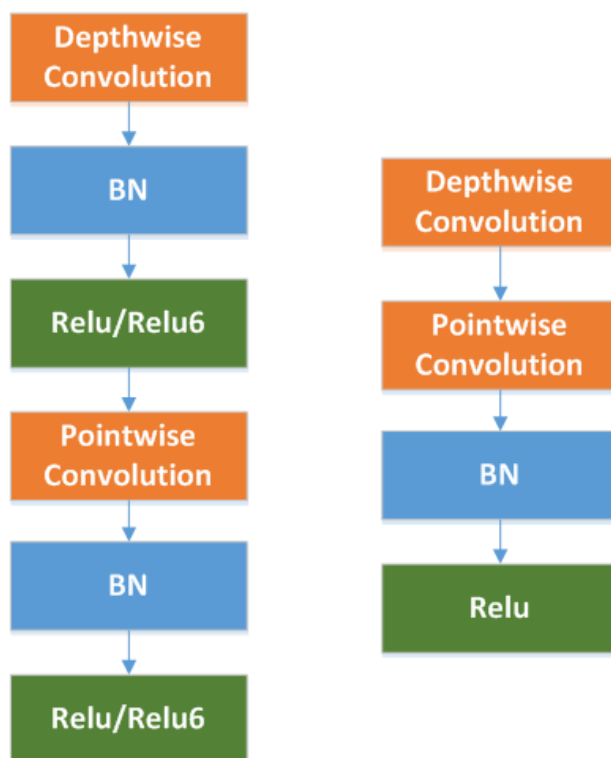 Depthwise
Convolution
BN
Relu/Relu6
Pointwise
Convolution
BN
Relu/Relu6
Depthwise
Convolution
Pointwise
Convolution
BN
Relu